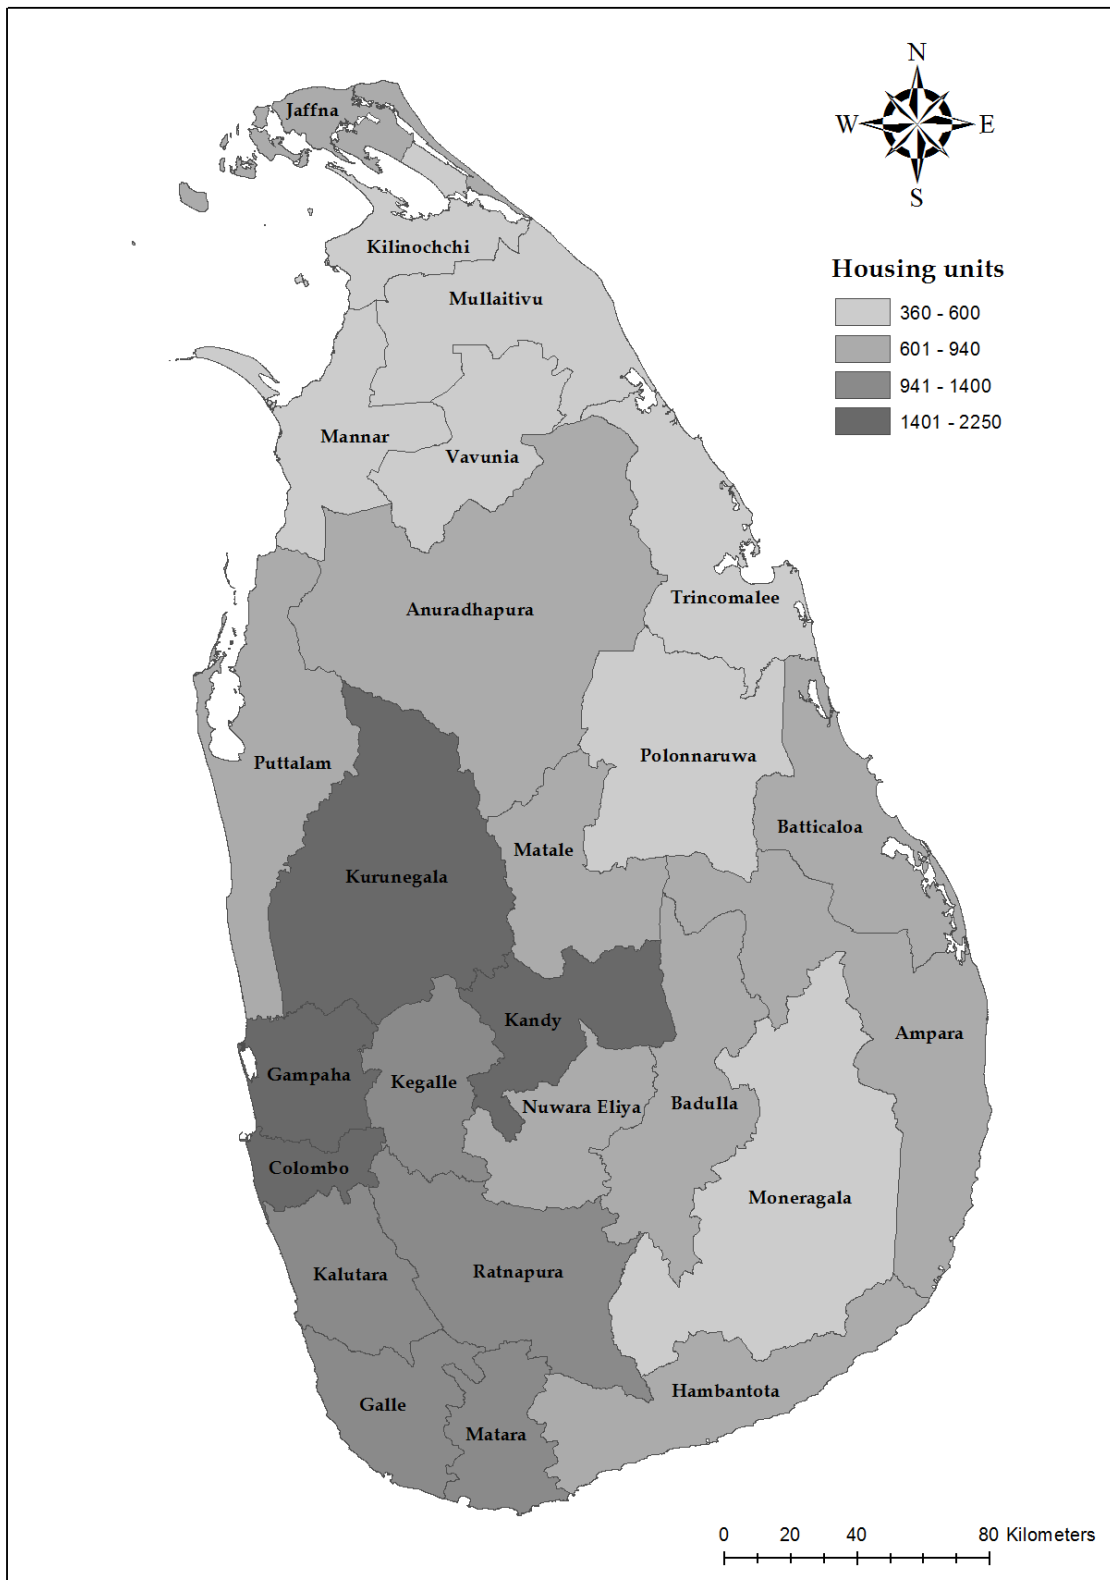 N
W E
S
Jaffna
Kilinochchi
Housing units
Mullaitivu
360 - 600
601 - 940
941 - 1400
1401 - 2250
Mannar
Vavunia
Anuradhapura
Trincomalee
Puttalam
Polonnaruwa
Batticaloa
Matale
Kurunegala
Kandy
Ampara
Gampaha
Kegalle
Nuwara Eliya
Badulla
Colombo
Moneragala
Kalutara
Ratnapura
Hambantota
Galle
Matara
0 20 40 80 Kilometers